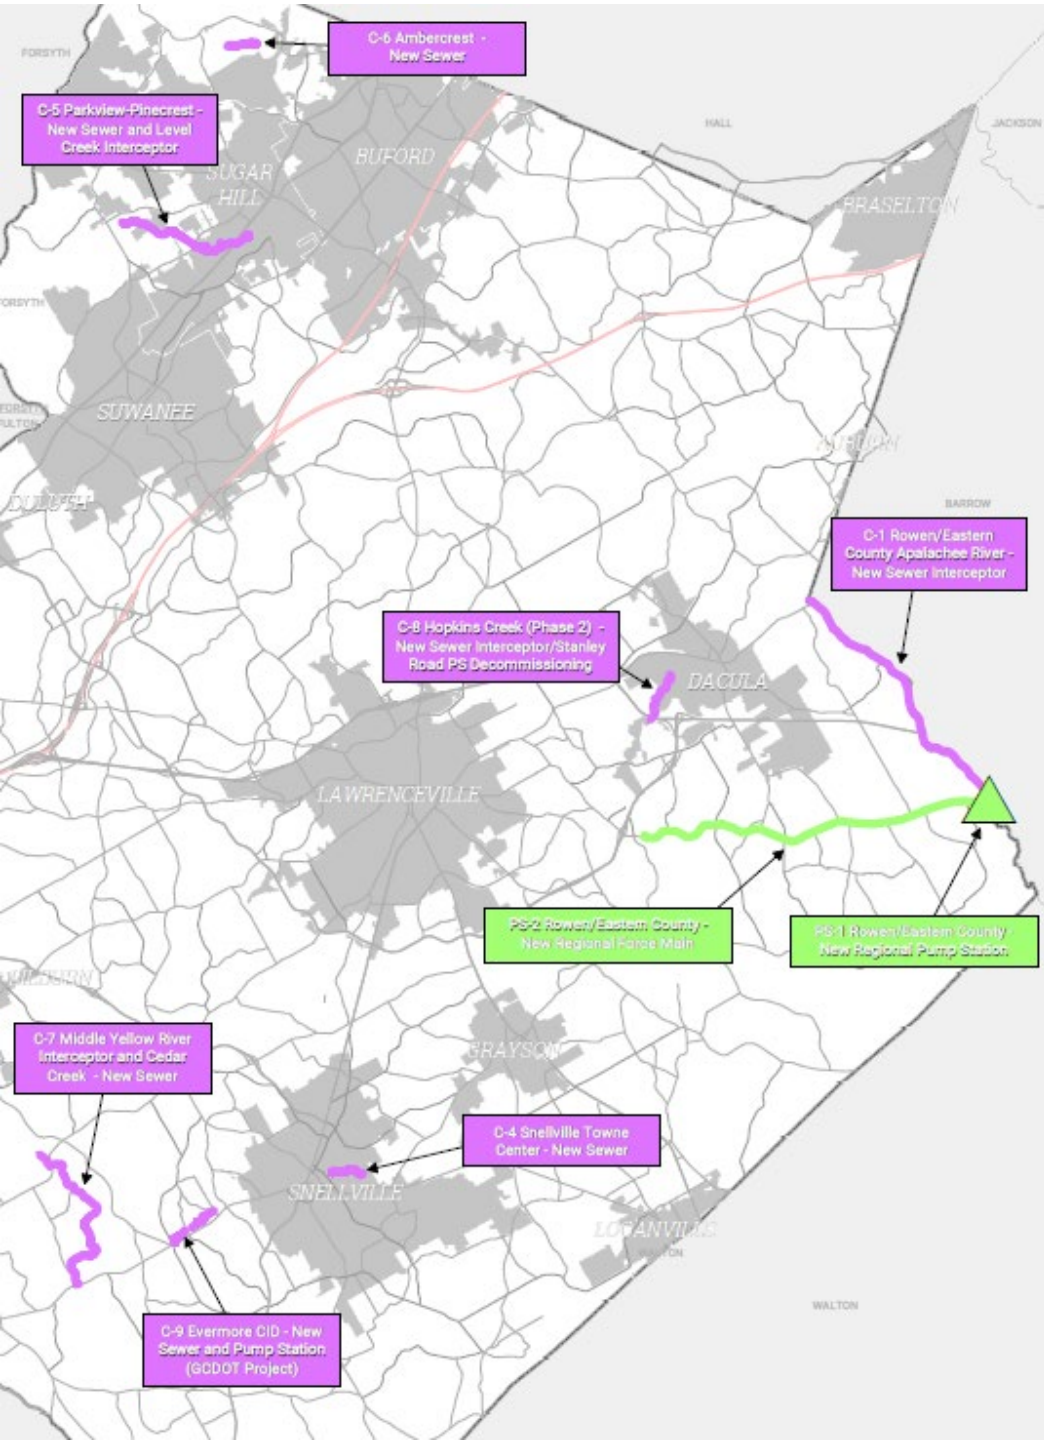 C-6 Ambercrest -
New Sewer
FORSYTH
C-5 Parkview-Pinecrest -
New Sewer and Level
Creek Interceptor
HALL
JACKSON
BUFORD
SUGAR
HILL
BRASELTON
FORSYTH
FORSYTH
FULTON
SUWANEE
AUBURN
DULUTH
BARROW
C-1 Rowen/Eastern
County Apalachee River -
New Sewer Interceptor
C-8 Hopkins Creek (Phase 2) -
New Sewer Interceptor/Stanley
Road PS Decommissioning
DACULA
LAWRENCEVILLE
PS-2 Rowen/Eastern County -
New Regional Force Main
PS-1 Rowen/Eastern County-
New Regional Pump Station
LILBURN
C-7 Middle Yellow River
Interceptor and Cedar
Creek - New Sewer
GRAYSON
C-4 Snellville Towne
Center - New Sewer
SNELLVILLE
LOGANVILLE
WALTON
WALTON
C-9 Evermore CID - New
Sewer and Pump Station
(GCDOT Project)